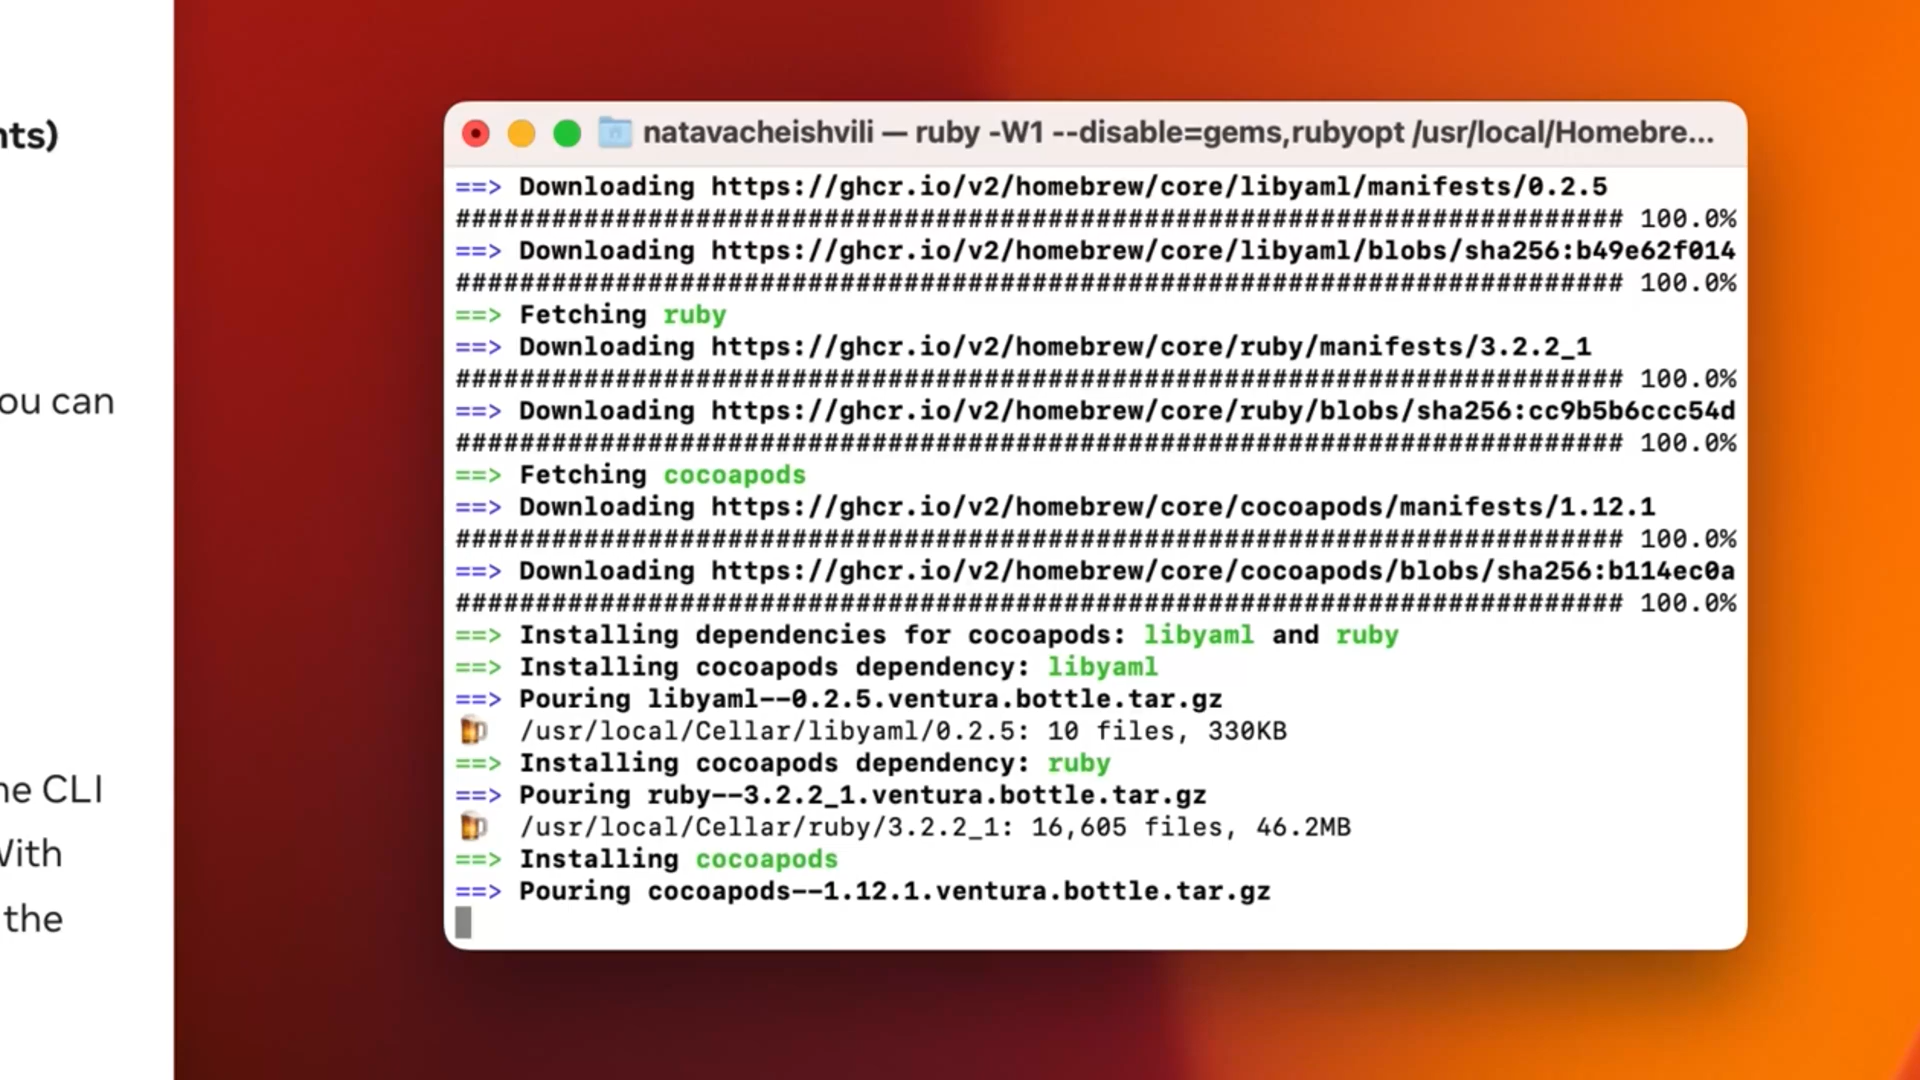 nts)
ou can
he CLI
With
the
natavacheishvili — ruby -W1 --disable=gems,rubyopt /usr/local/Homebre...
==> Downloading https://ghcr.io/v2/homebrew/core/libyaml/manifests/0.2.5
######################################################################### 100.0%
==> Downloading https://ghcr.io/v2/homebrew/core/libyaml/blobs/sha256:b49e62f014
######################################################################### 100.0%
==> Fetching ruby
==> Downloading https://ghcr.io/v2/homebrew/core/ruby/manifests/3.2.2_1
######################################################################### 100.0%
==> Downloading https://ghcr.io/v2/homebrew/core/ruby/blobs/sha256:cc9b5b6ccc54d
######################################################################### 100.0%
==> Fetching cocoapods
==> Downloading https://ghcr.io/v2/homebrew/core/cocoapods/manifests/1.12.1
######################################################################### 100.0%
==> Downloading https://ghcr.io/v2/homebrew/core/cocoapods/blobs/sha256:b114ec0a
######################################################################### 100.0%
==> Installing dependencies for cocoapods: libyaml and ruby
==> Installing cocoapods dependency: libyaml
==> Pouring libyaml--0.2.5.ventura.bottle.tar.gz
🍺 /usr/local/Cellar/libyaml/0.2.5: 10 files, 330KB
==> Installing cocoapods dependency: ruby
==> Pouring ruby--3.2.2_1.ventura.bottle.tar.gz
🍺 /usr/local/Cellar/ruby/3.2.2_1: 16,605 files, 46.2MB
==> Installing cocoapods
==> Pouring cocoapods--1.12.1.ventura.bottle.tar.gz